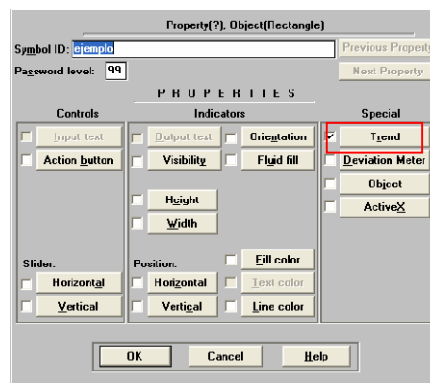 Property(?), Object(Rectangle)
Symbol ID: ejemplo
Previous Property
Password level: 99
Next Property
P R O P E R T I E S
Controls Indicators Special
Input text Output text Orientation Trend
Action button Visibility Fluid fill Deviation Meter
Height Object
Width ActiveX
Slider: Position: Fill color
Horizontal Horizontal Text color
Vertical Vertical Line color
OK Cancel Help